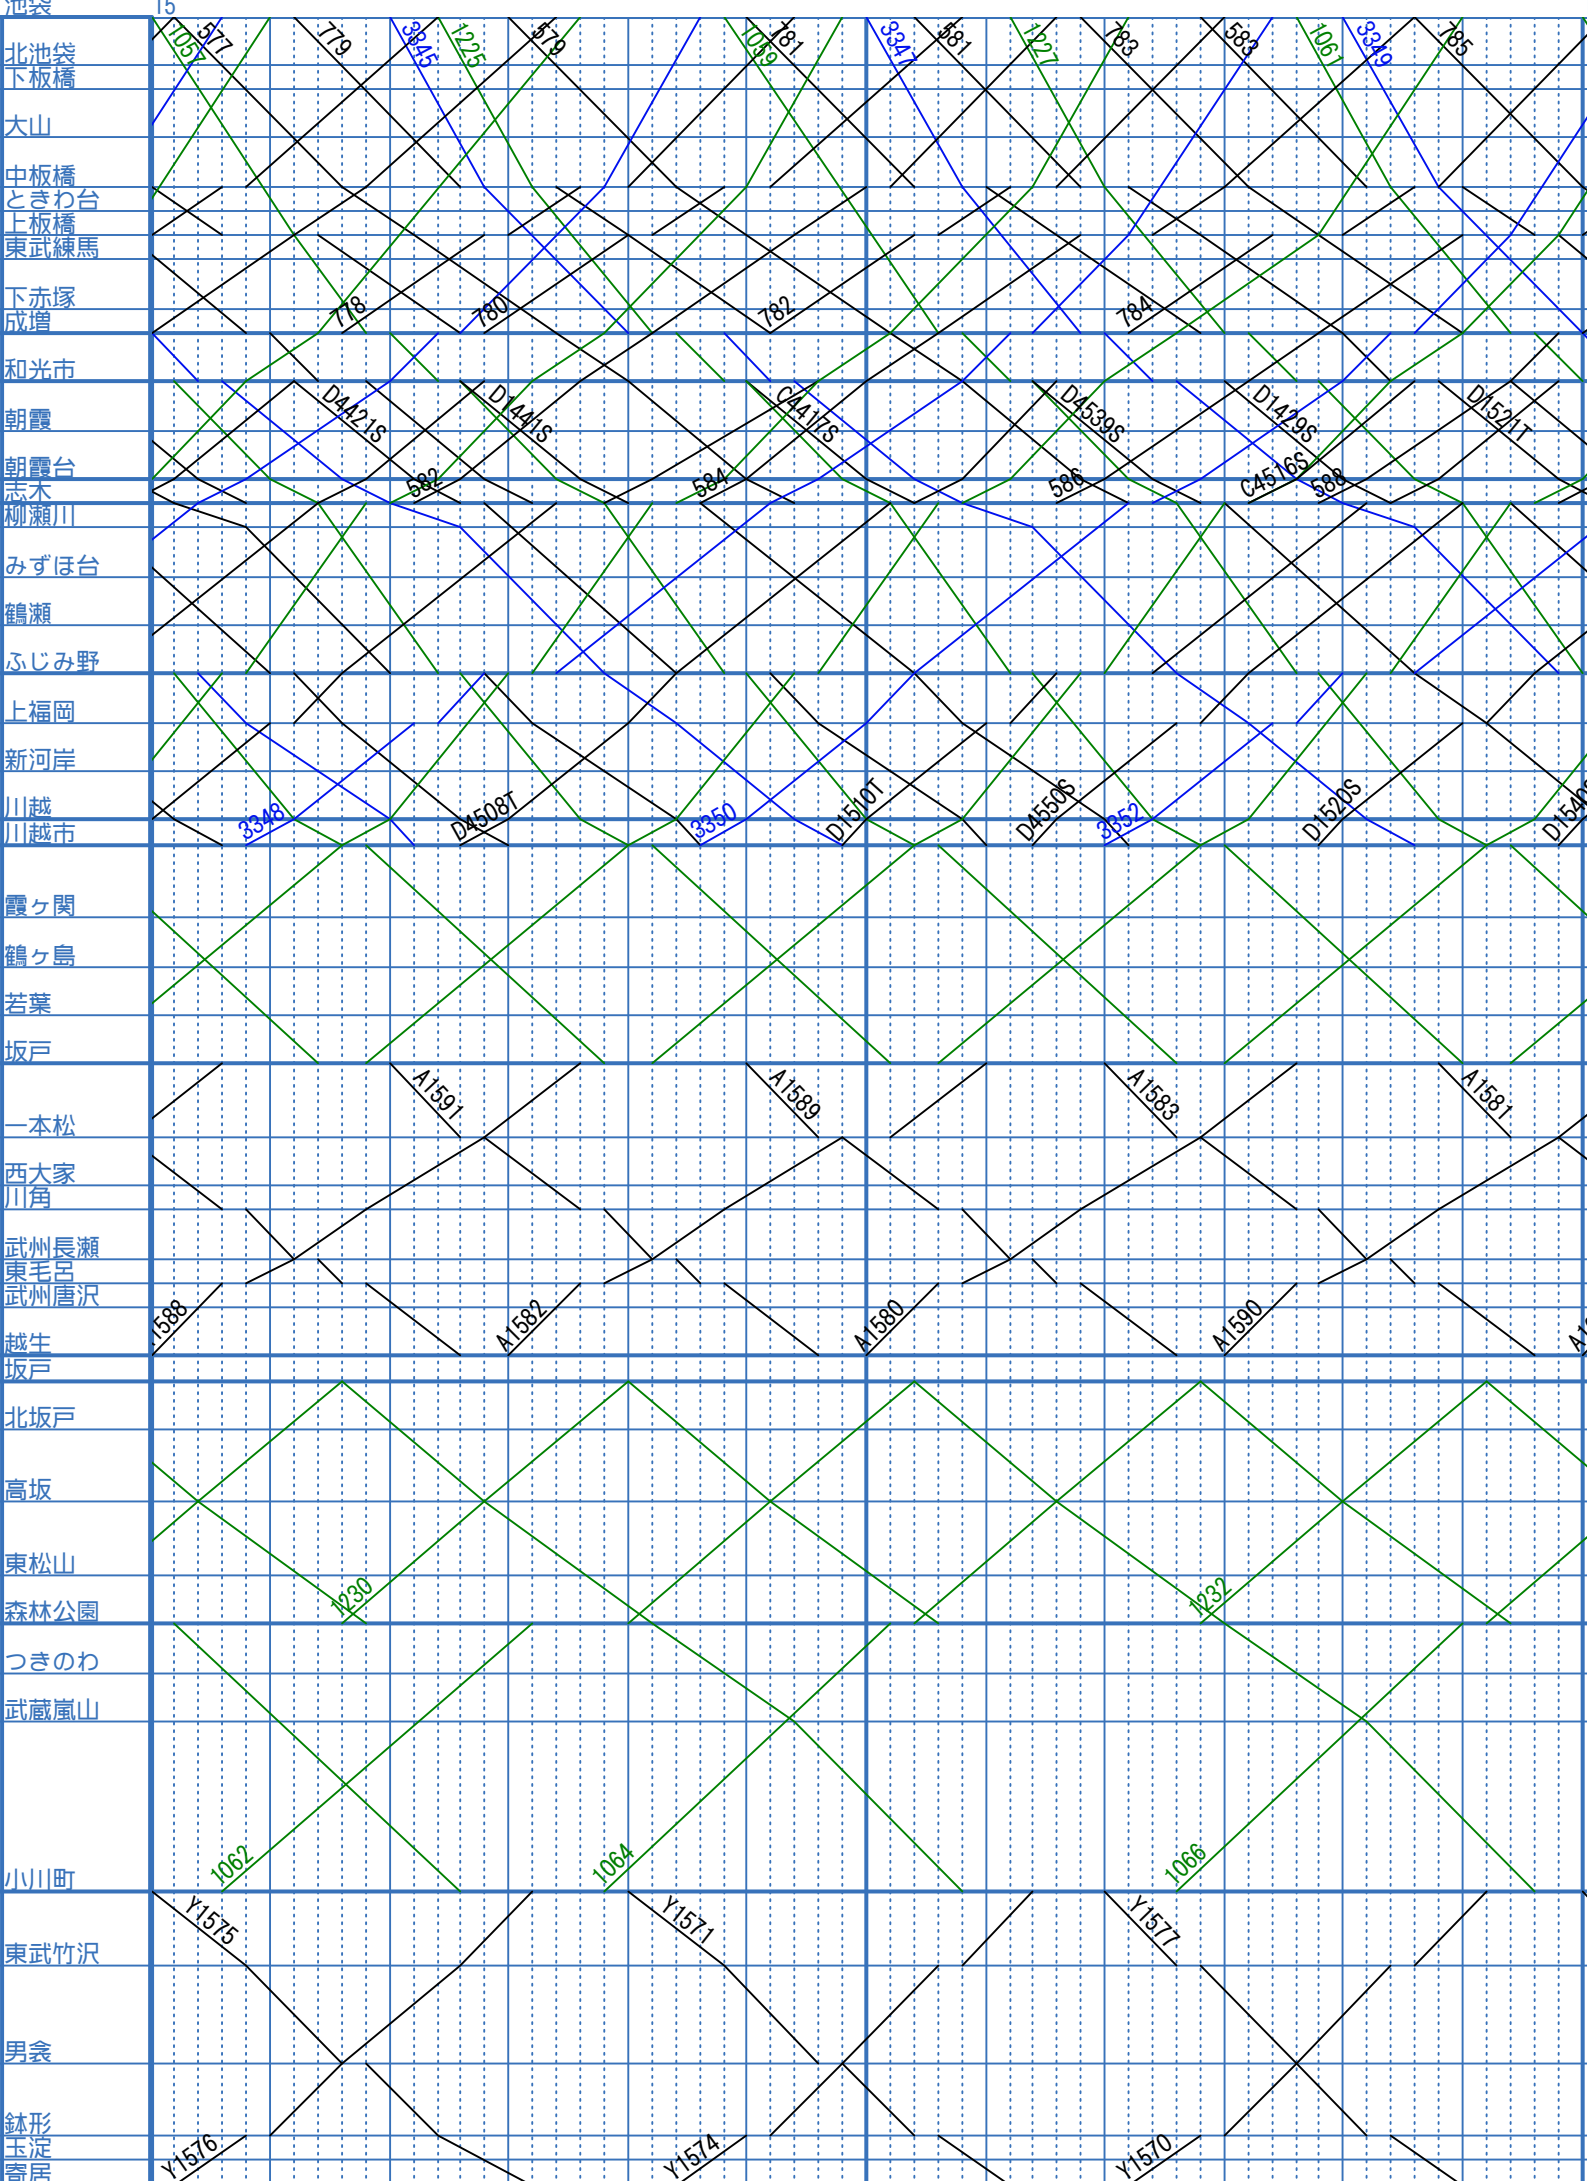 池袋 15
1057
577
779
3345
1225
579
1059
781
3347
581
1227
783
583
1061
3349
785
北池袋
下板橋
大山
中板橋
ときわ台
上板橋
東武練馬
下赤塚
成増
778
780
782
784
和光市
朝霞
D4421S
D1441S
C4417S
D4539S
D1429S
D1521T
朝霞台
志木
582
584
586
C4516S
588
柳瀬川
みずほ台
鶴瀬
ふじみ野
上福岡
新河岸
川越
川越市
3348
D4508T
3350
D1510T
D4550S
3352
D1520S
霞ヶ関
鶴ヶ島
若葉
坂戸
A1591
A1589
A1583
A1581
一本松
西大家
川角
武州長瀬
東毛呂
武州唐沢
越生
1588
A1582
A1580
A1590
坂戸
北坂戸
高坂
東松山
森林公園
1230
1232
つきのわ
武蔵嵐山
小川町
1062
1064
1066
Y1575
Y1571
Y1577
東武竹沢
男衾
鉢形
玉淀
寄居
Y1576
Y1574
Y1570